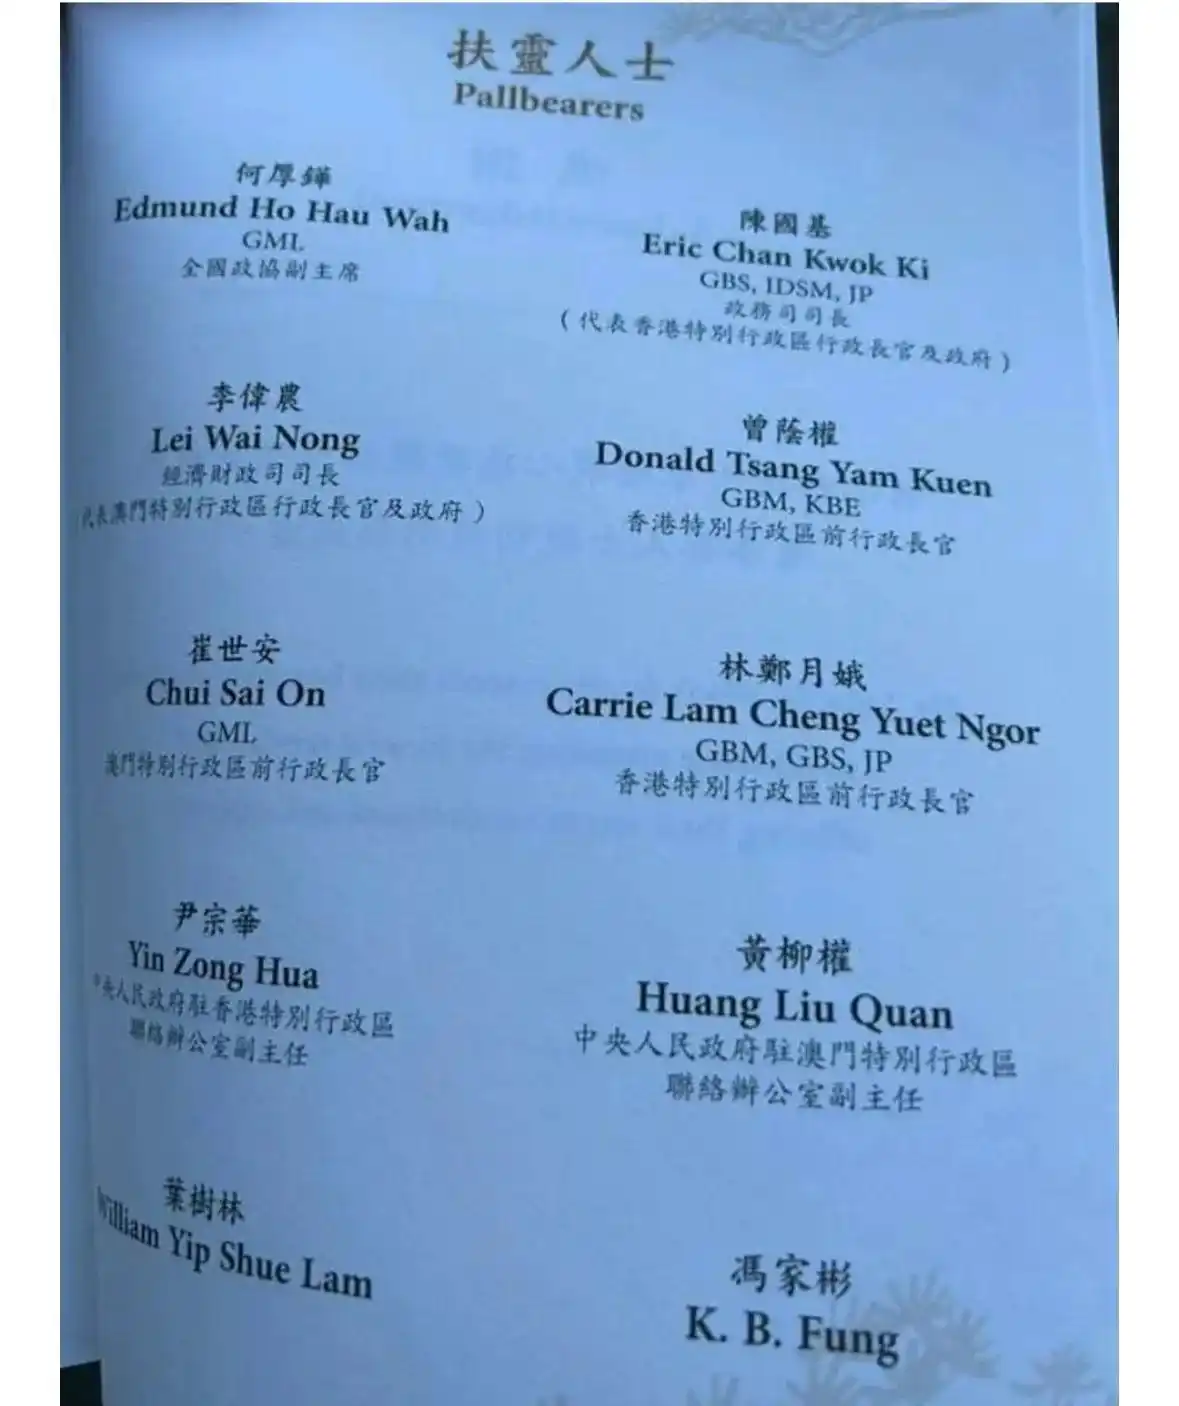 扶靈人士
Pallbearers
何厚鏵
Edmund Ho Hau Wah
GML
全國政協副主席
陳國基
Eric Chan Kwok Ki
GBS, IDSM, JP
政務司司長
(代表香港特別行政區行政長官及政府)
李偉農
Lei Wai Nong
經濟財政司司長
代表澳門特別行政區行政長官及政府)
曾蔭權
Donald Tsang Yam Kuen
GBM, KBE
香港特別行政區前行政長官
崔世安
Chui Sai On
GML
澳門特別行政區前行政長官
林鄭月娥
Carrie Lam Cheng Yuet Ngor
GBM, GBS, JP
香港特別行政區前行政長官
尹宗華
Yin Zong Hua
中央人民政府駐香港特別行政區
聯絡辦公室副主任
黃柳權
Huang Liu Quan
中央人民政府駐澳門特別行政區
聯絡辦公室副主任
葉樹林
William Yip Shue Lam
馮家彬
K. B. Fung